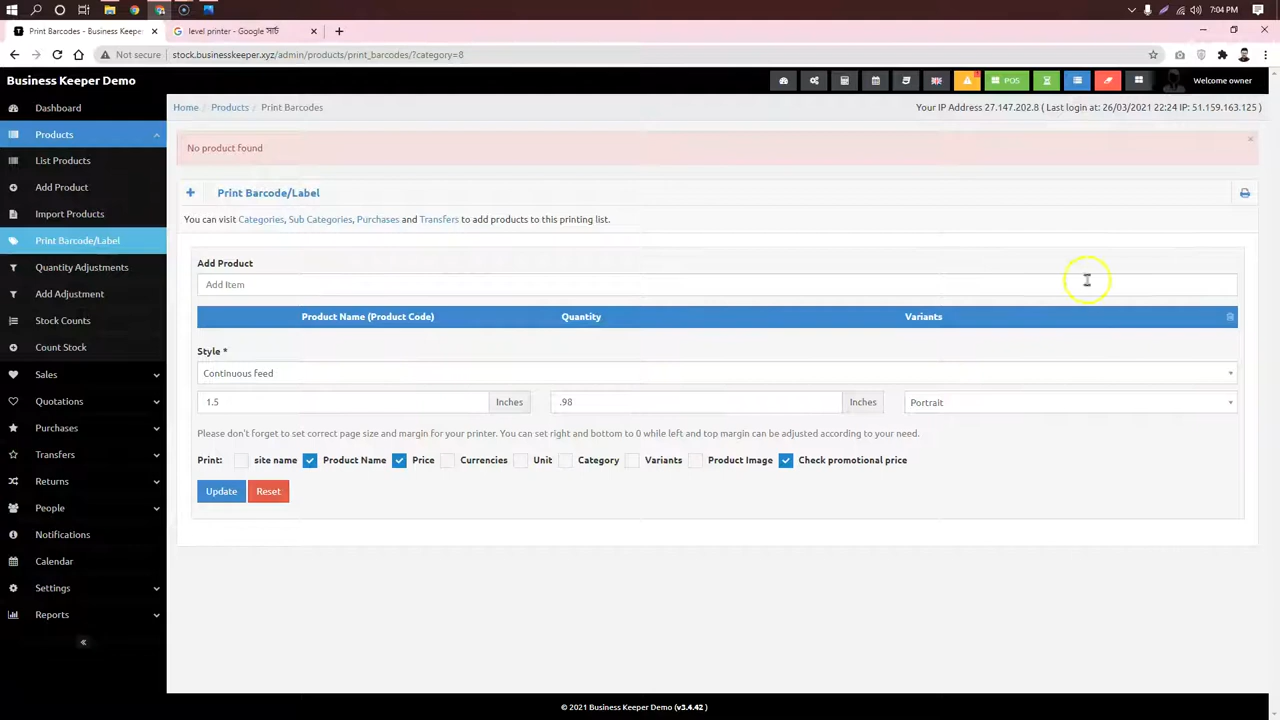 7:04 PM
Print Barcodes - Business Keeper
level printer - Google সার্চ
Not secure
stock.businesskeeper.xyz/admin/products/print_barcodes/?category=8
Business Keeper Demo
POS
Welcome owner
Dashboard
Products
List Products
Add Product
Import Products
Print Barcode/Label
Quantity Adjustments
Add Adjustment
Stock Counts
Count Stock
Sales
Quotations
Purchases
Transfers
Returns
People
Notifications
Calendar
Settings
Reports
Home / Products / Print Barcodes
Your IP Address 27.147.202.8 ( Last login at: 26/03/2021 22:24 IP: 51.159.163.125 )
No product found
×
Print Barcode/Label
You can visit Categories, Sub Categories, Purchases and Transfers to add products to this printing list.
Add Product
Add Item
Product Name (Product Code) Quantity Variants
Style *
Continuous feed
1.5 Inches .98 Inches Portrait
Please don't forget to set correct page size and margin for your printer. You can set right and bottom to 0 while left and top margin can be adjusted according to your need.
Print: site name Product Name Price Currencies Unit Category Variants Product Image Check promotional price
Update Reset
© 2021 Business Keeper Demo (v3.4.42 )